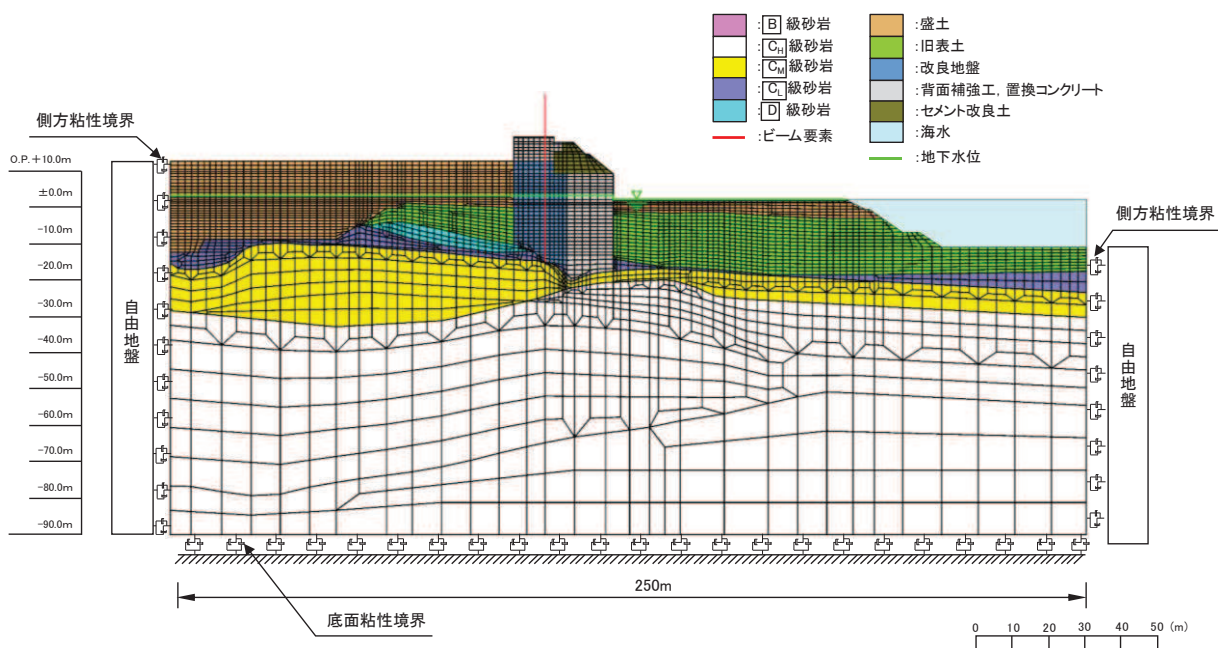 :B 級砂岩
:CH 級砂岩
:CM 級砂岩
:CL 級砂岩
:D 級砂岩
:ビーム要素
:盛土
:旧表土
:改良地盤
:背面補強工，置換コンクリート
:セメント改良土
:海水
:地下水位
側方粘性境界
O.P.+10.0m
±0.0m
-10.0m
-20.0m
-30.0m
-40.0m
-50.0m
-60.0m
-70.0m
-80.0m
-90.0m
自由地盤
側方粘性境界
自由地盤
250m
底面粘性境界
0 10 20 30 40 50 (m)